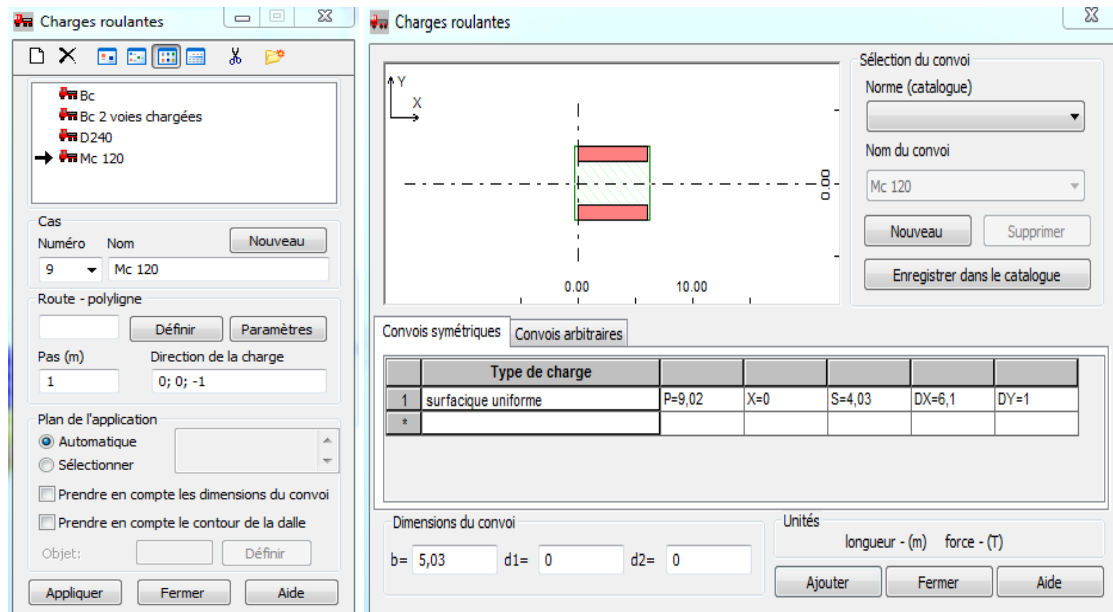 Charges roulantes
Bc
Bc 2 voies chargées
D240
Mc 120
Cas
Numéro Nom Nouveau
9 Mc 120
Route - polyligne
Définir Paramètres
Pas (m) Direction de la charge
1 0; 0; -1
Plan de l'application
Automatique
Sélectionner
Prendre en compte les dimensions du convoi
Prendre en compte le contour de la dalle
Objet: Définir
Appliquer Fermer Aide
Charges roulantes
Y
X
0.00
0.00 10.00
Sélection du convoi
Norme (catalogue)
Nom du convoi
Mc 120
Nouveau Supprimer
Enregistrer dans le catalogue
Convois symétriques Convois arbitraires
Type de charge
1 surfacique uniforme P=9,02 X=0 S=4,03 DX=6,1 DY=1
*
Dimensions du convoi
b= 5,03 d1= 0 d2= 0
Unités
longueur - (m) force - (T)
Ajouter Fermer Aide